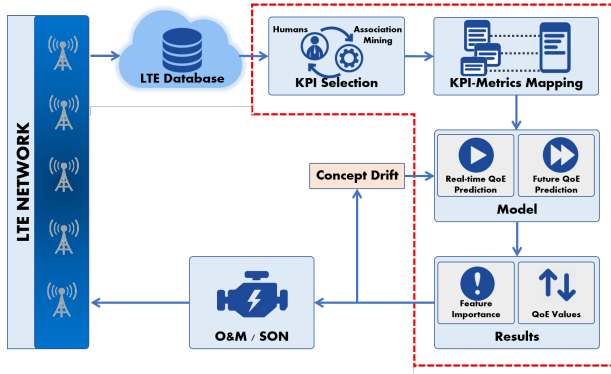 LTE NETWORK
LTE Database
Humans
Association
Mining
KPI Selection
KPI-Metrics Mapping
Real-time QoE
Prediction
Future QoE
Prediction
Model
Concept Drift
Feature
Importance
QoE Values
Results
O&M / SON